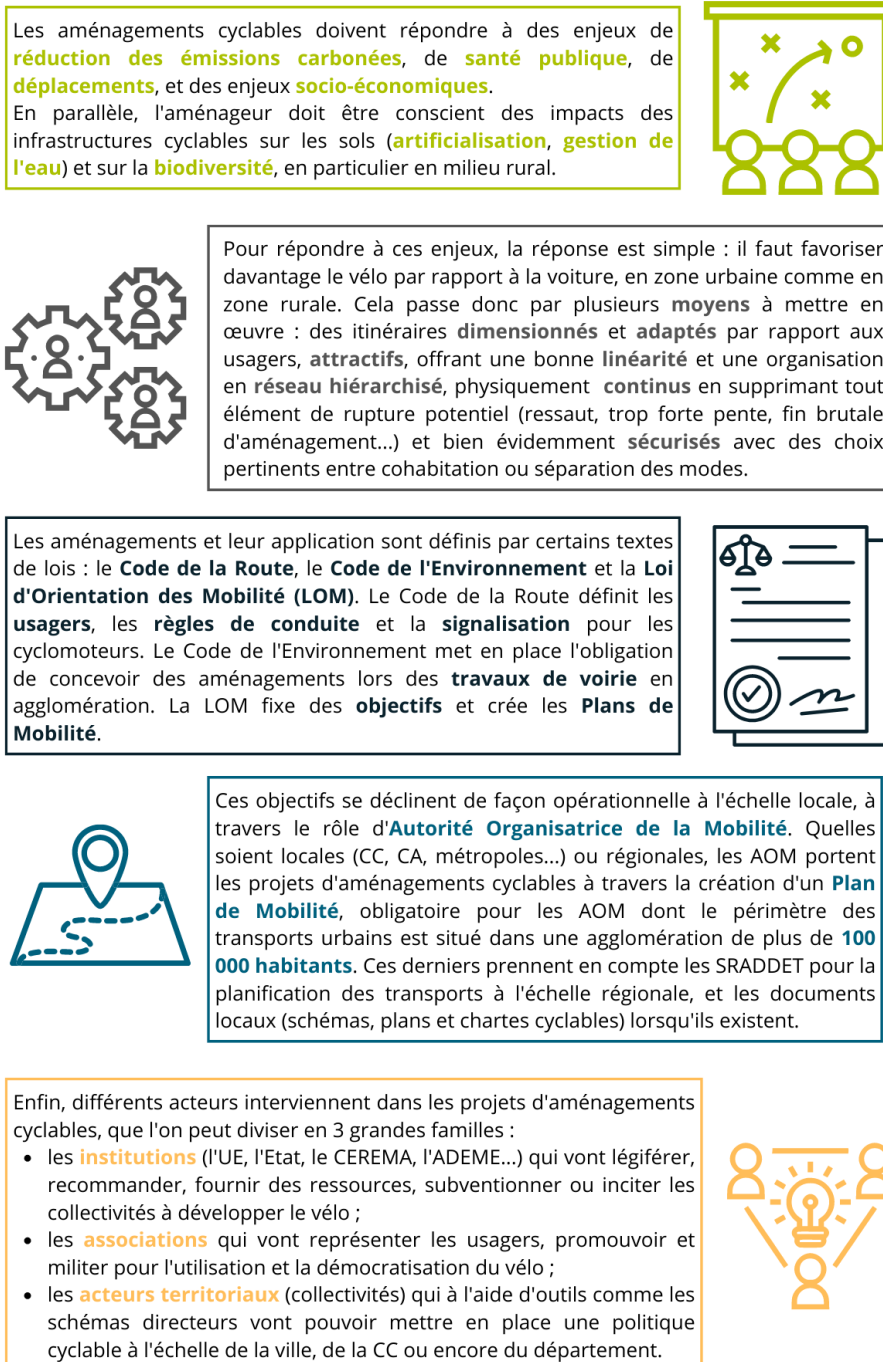 Les aménagements cyclables doivent répondre à des enjeux de
réduction des émissions carbonées, de santé publique, de
déplacements, et des enjeux socio-économiques.
En parallèle, l'aménageur doit être conscient des impacts des
infrastructures cyclables sur les sols (artificialisation, gestion de
l'eau) et sur la biodiversité, en particulier en milieu rural.
Pour répondre à ces enjeux, la réponse est simple : il faut favoriser
davantage le vélo par rapport à la voiture, en zone urbaine comme en
zone rurale. Cela passe donc par plusieurs moyens à mettre en
œuvre : des itinéraires dimensionnés et adaptés par rapport aux
usagers, attractifs, offrant une bonne linéarité et une organisation
en réseau hiérarchisé, physiquement continus en supprimant tout
élément de rupture potentiel (ressaut, trop forte pente, fin brutale
d'aménagement...) et bien évidemment sécurisés avec des choix
pertinents entre cohabitation ou séparation des modes.
Les aménagements et leur application sont définis par certains textes
de lois : le Code de la Route, le Code de l'Environnement et la Loi
d'Orientation des Mobilité (LOM). Le Code de la Route définit les
usagers, les règles de conduite et la signalisation pour les
cyclomoteurs. Le Code de l'Environnement met en place l'obligation
de concevoir des aménagements lors des travaux de voirie en
agglomération. La LOM fixe des objectifs et crée les Plans de
Mobilité.
Ces objectifs se déclinent de façon opérationnelle à l'échelle locale, à
travers le rôle d'Autorité Organisatrice de la Mobilité. Quelles
soient locales (CC, CA, métropoles...) ou régionales, les AOM portent
les projets d'aménagements cyclables à travers la création d'un Plan
de Mobilité, obligatoire pour les AOM dont le périmètre des
transports urbains est situé dans une agglomération de plus de 100
000 habitants. Ces derniers prennent en compte les SRADDET pour la
planification des transports à l'échelle régionale, et les documents
locaux (schémas, plans et chartes cyclables) lorsqu'ils existent.
Enfin, différents acteurs interviennent dans les projets d'aménagements
cyclables, que l'on peut diviser en 3 grandes familles :
• les institutions (l'UE, l'Etat, le CEREMA, l'ADEME...) qui vont légiférer,
recommander, fournir des ressources, subventionner ou inciter les
collectivités à développer le vélo ;
• les associations qui vont représenter les usagers, promouvoir et
militer pour l'utilisation et la démocratisation du vélo ;
• les acteurs territoriaux (collectivités) qui à l'aide d'outils comme les
schémas directeurs vont pouvoir mettre en place une politique
cyclable à l'échelle de la ville, de la CC ou encore du département.